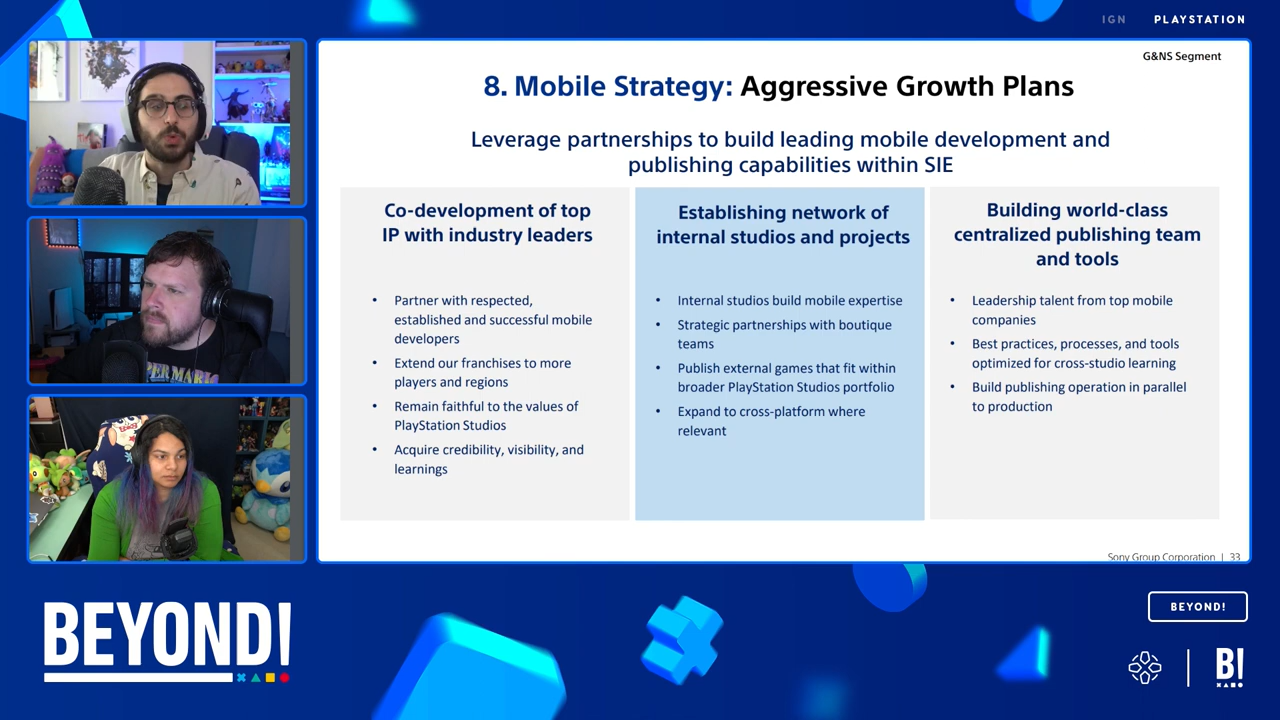 IGN PLAYSTATION
G&NS Segment
8. Mobile Strategy: Aggressive Growth Plans
Leverage partnerships to build leading mobile development and
publishing capabilities within SIE
Co-development of top
IP with industry leaders
• Partner with respected,
established and successful mobile
developers
• Extend our franchises to more
players and regions
• Remain faithful to the values of
PlayStation Studios
• Acquire credibility, visibility, and
learnings
Establishing network of
internal studios and projects
• Internal studios build mobile expertise
• Strategic partnerships with boutique
teams
• Publish external games that fit within
broader PlayStation Studios portfolio
• Expand to cross-platform where
relevant
Building world-class
centralized publishing team
and tools
• Leadership talent from top mobile
companies
• Best practices, processes, and tools
optimized for cross-studio learning
• Build publishing operation in parallel
to production
Sony Group Corporation | 33
BEYOND!
BEYOND!
B!